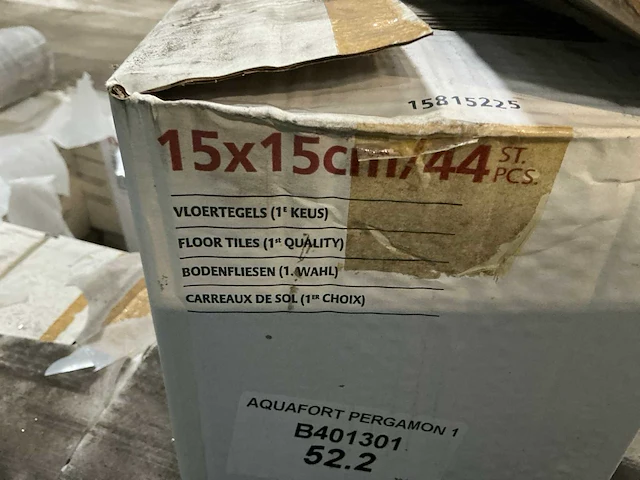 15815225
15x15cm/44 ST. PCS.
VLOERTEGELS (1E KEUS)
FLOOR TILES (1st QUALITY)
BODENFLIESEN (1. WAHL)
CARREAUX DE SOL (1ER CHOIX)
AQUAFORT PERGAMON 1
B401301
52.2